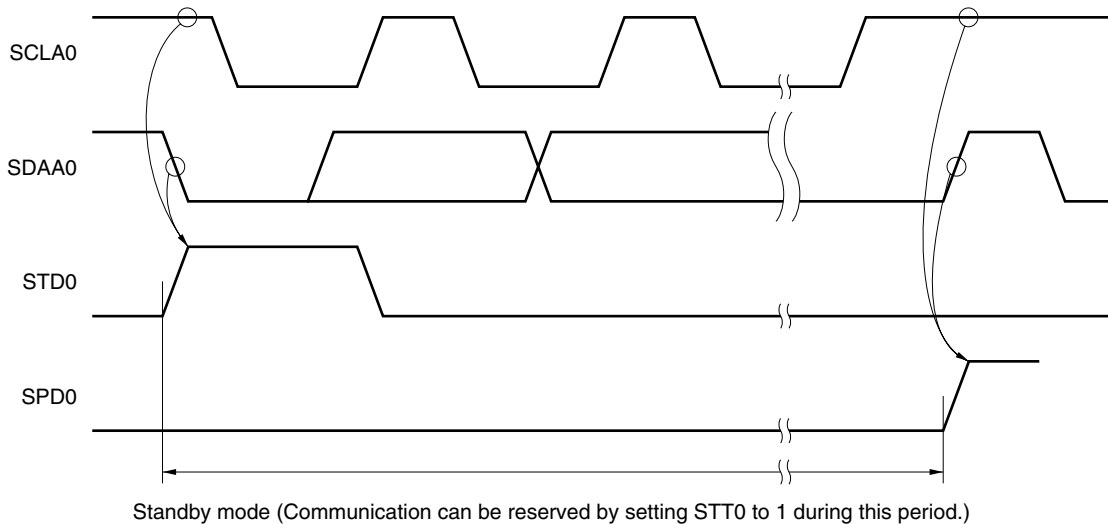 SCLA0
SDAA0
STD0
SPD0
Standby mode (Communication can be reserved by setting STT0 to 1 during this period.)